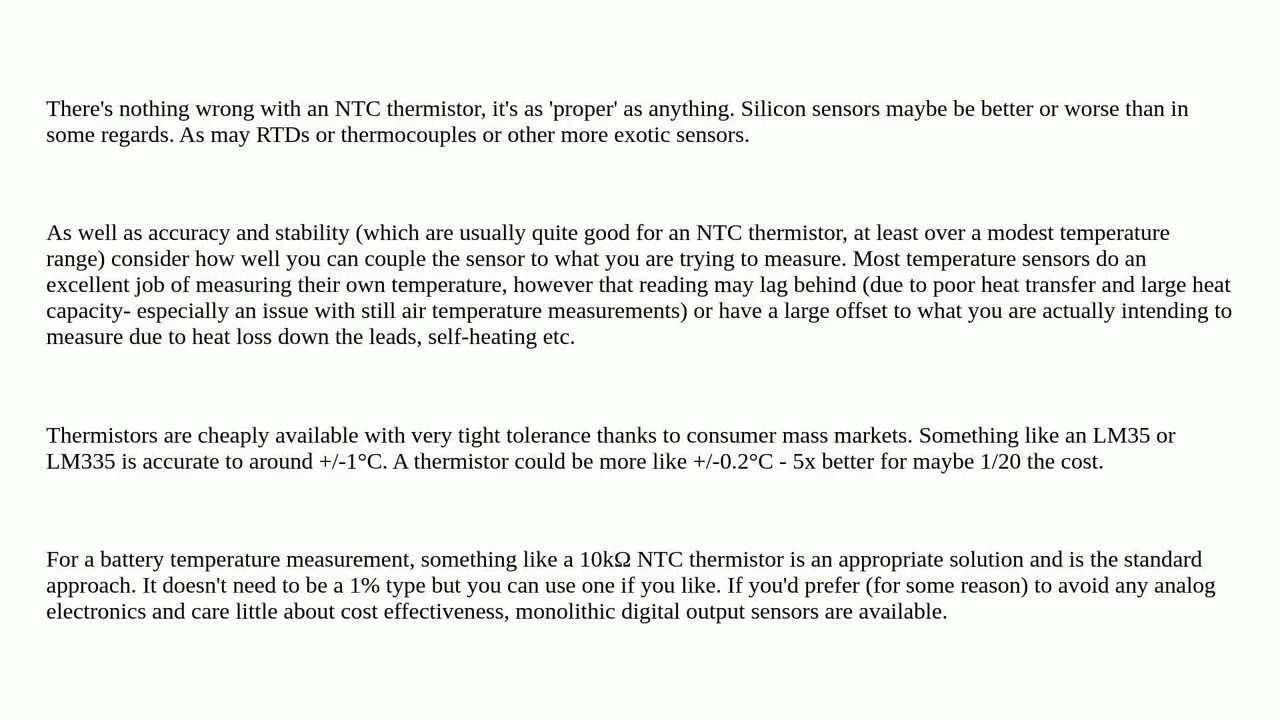 There's nothing wrong with an NTC thermistor, it's as 'proper' as anything. Silicon sensors maybe be better or worse than in
some regards. As may RTDs or thermocouples or other more exotic sensors.
As well as accuracy and stability (which are usually quite good for an NTC thermistor, at least over a modest temperature
range) consider how well you can couple the sensor to what you are trying to measure. Most temperature sensors do an
excellent job of measuring their own temperature, however that reading may lag behind (due to poor heat transfer and large heat
capacity- especially an issue with still air temperature measurements) or have a large offset to what you are actually intending to
measure due to heat loss down the leads, self-heating etc.
Thermistors are cheaply available with very tight tolerance thanks to consumer mass markets. Something like an LM35 or
LM335 is accurate to around +/-1°C. A thermistor could be more like +/-0.2°C - 5x better for maybe 1/20 the cost.
For a battery temperature measurement, something like a 10kΩ NTC thermistor is an appropriate solution and is the standard
approach. It doesn't need to be a 1% type but you can use one if you like. If you'd prefer (for some reason) to avoid any analog
electronics and care little about cost effectiveness, monolithic digital output sensors are available.